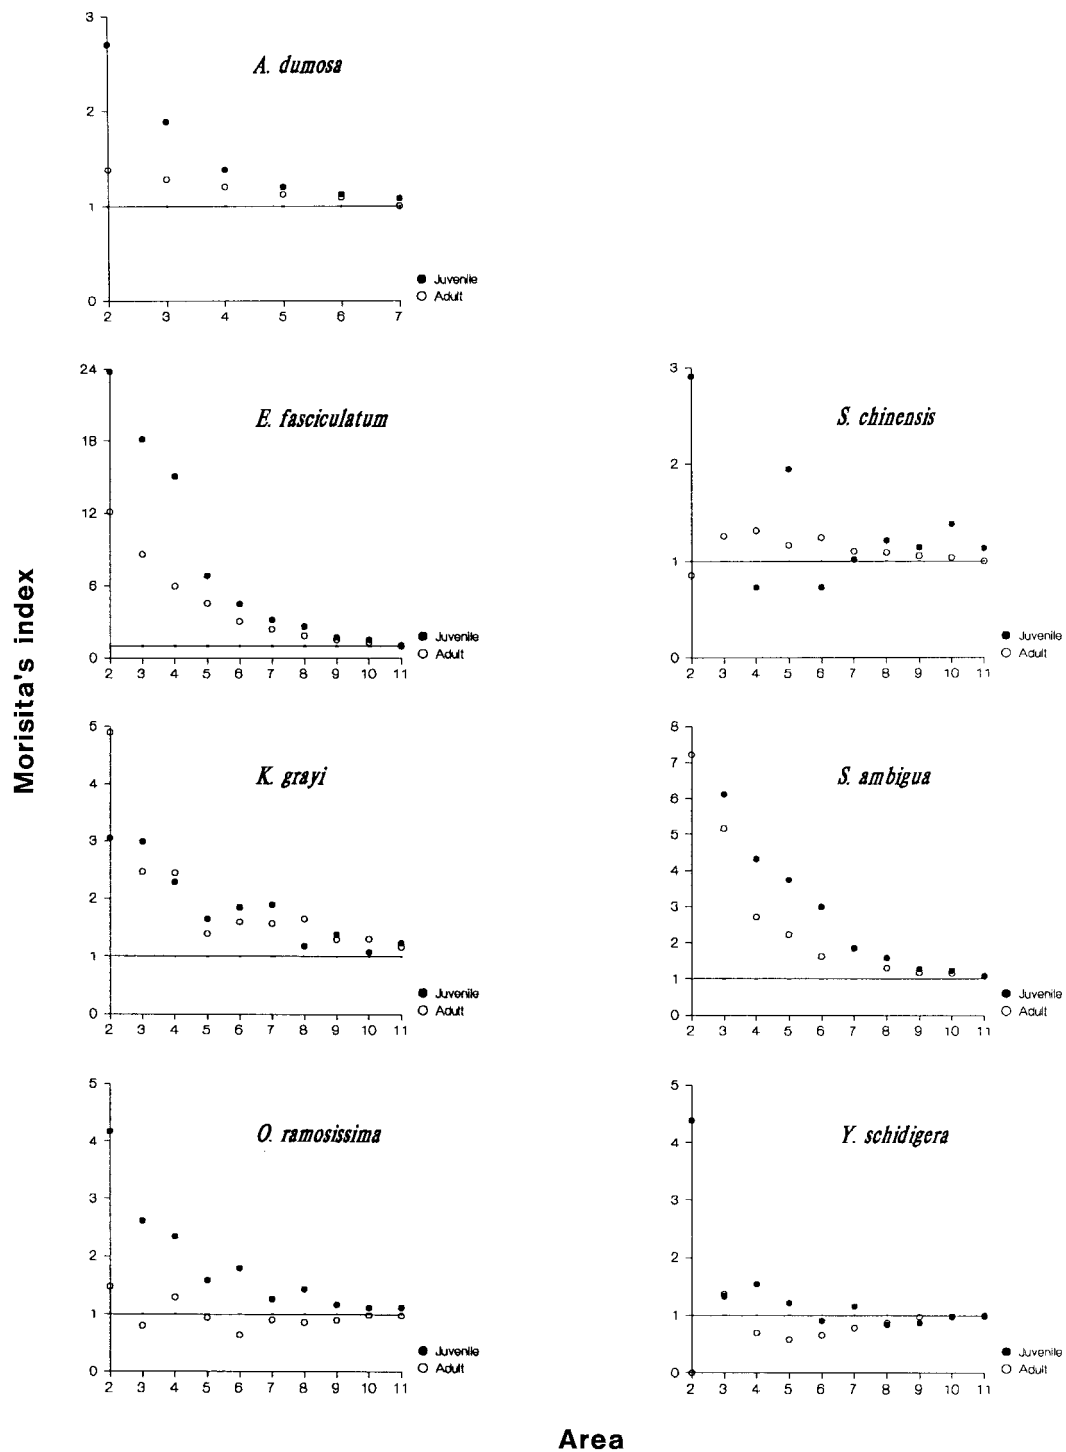 3
A. dumosa
2
1
Juvenile
0
Adult
2 3 4 5 6 7
24
E. fasciculatum
18
12
6
Juvenile
0
Adult
2 3 4 5 6 7 8 9 10 11
3
S. chinensis
2
1
Juvenile
0
Adult
2 3 4 5 6 7 8 9 10 11
Morisita's index
5
K. grayi
4
3
2
1
Juvenile
0
Adult
2 3 4 5 6 7 8 9 10 11
8
S. ambigua
7
6
5
4
3
2
1
Juvenile
0
Adult
2 3 4 5 6 7 8 9 10 11
5
O. ramosissima
4
3
2
1
Juvenile
0
Adult
2 3 4 5 6 7 8 9 10 11
5
Y. schidigera
4
3
2
1
Juvenile
0
Adult
2 3 4 5 6 7 8 9 10 11
Area